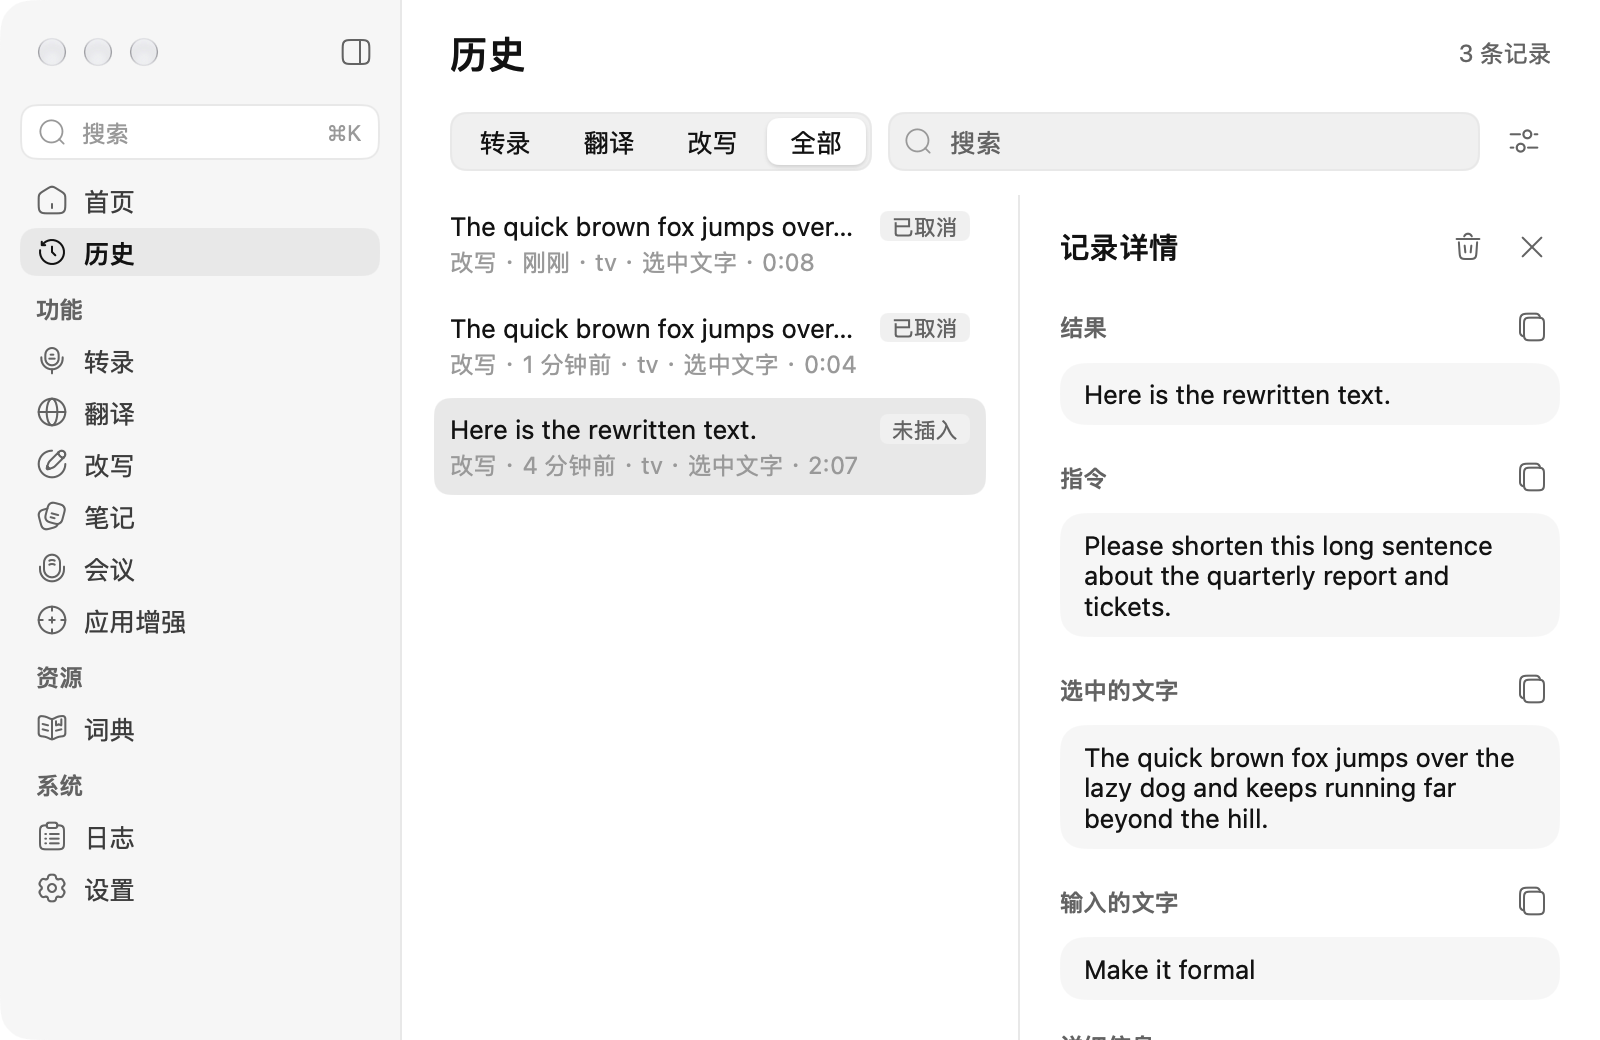 搜索 ⌘K
首页
历史
功能
转录
翻译
改写
笔记
会议
应用增强
资源
词典
系统
日志
设置
历史
3 条记录
转录 翻译 改写 全部
搜索
The quick brown fox jumps over... 已取消
改写 · 刚刚 · tv · 选中文字 · 0:08
The quick brown fox jumps over... 已取消
改写 · 1 分钟前 · tv · 选中文字 · 0:04
Here is the rewritten text. 未插入
改写 · 4 分钟前 · tv · 选中文字 · 2:07
记录详情
结果
Here is the rewritten text.
指令
Please shorten this long sentence
about the quarterly report and
tickets.
选中的文字
The quick brown fox jumps over the
lazy dog and keeps running far
beyond the hill.
输入的文字
Make it formal